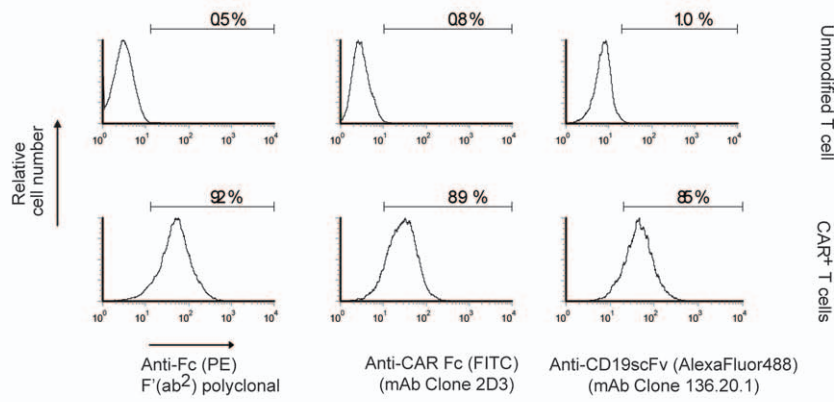 0.5%
0.8%
1.0%
Unmodified T cell
10⁰ 10¹ 10² 10³ 10⁴
10⁰ 10¹ 10² 10³ 10⁴
10⁰ 10¹ 10² 10³ 10⁴
Relative
cell number
92%
89 %
85%
CAR⁺ T cells
10⁰ 10¹ 10² 10³ 10⁴
10⁰ 10¹ 10² 10³ 10⁴
10⁰ 10¹ 10² 10³ 10⁴
Anti-Fc (PE)
F'(ab²) polyclonal
Anti-CAR Fc (FITC)
(mAb Clone 2D3)
Anti-CD19scFv (AlexaFluor488)
(mAb Clone 136.20.1)